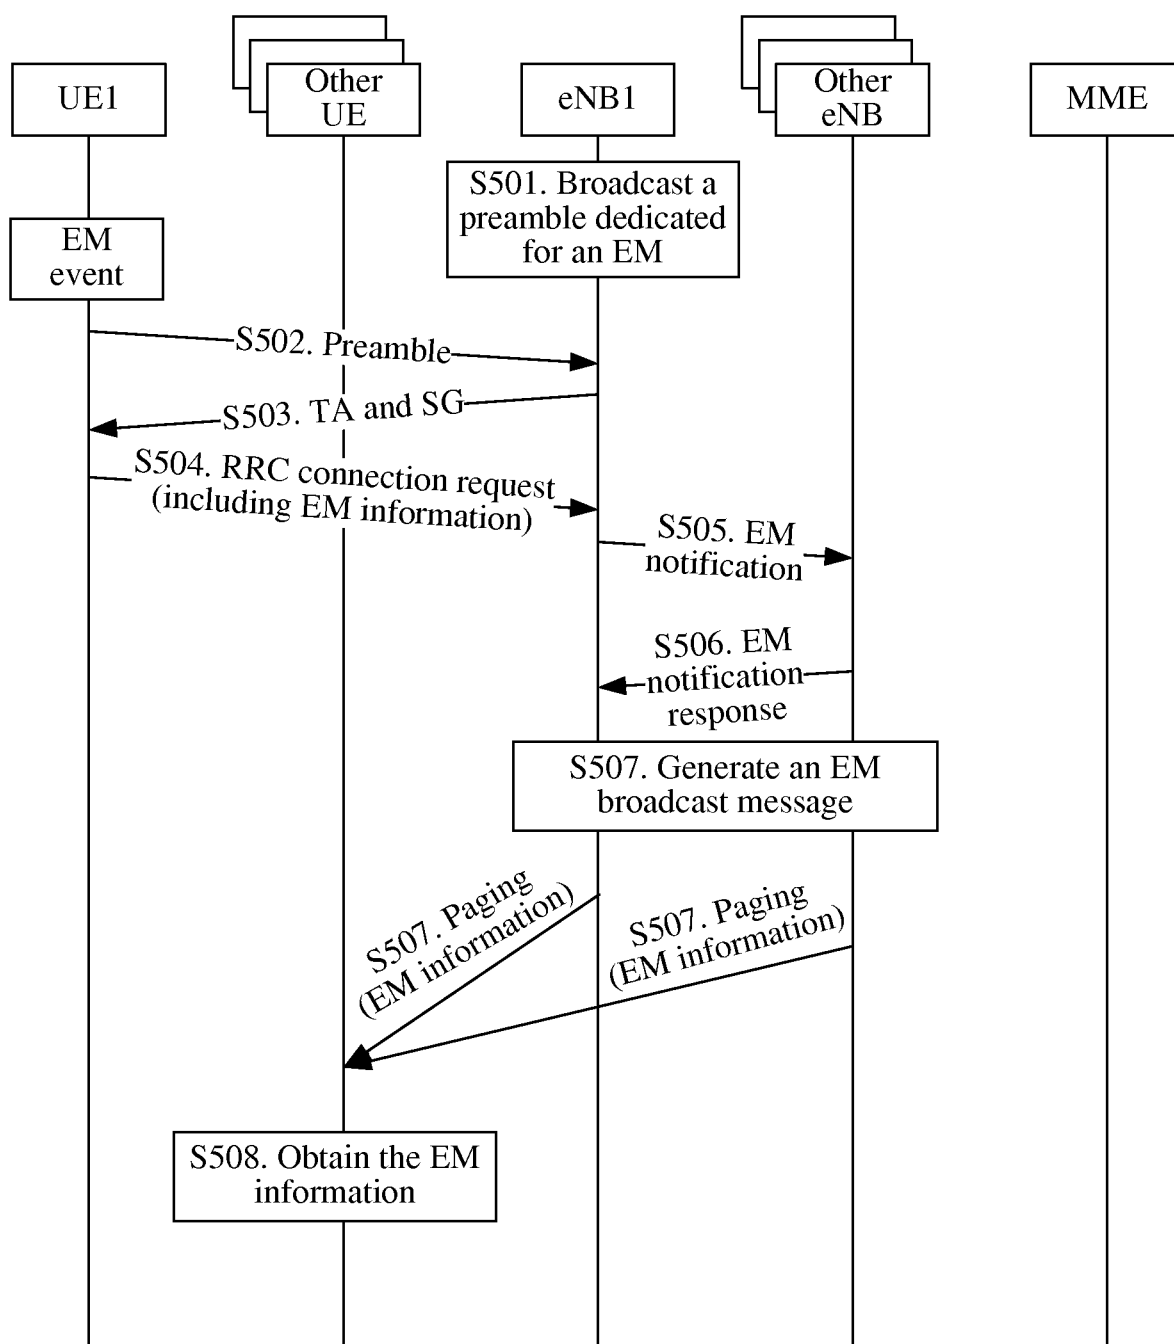 UE1
Other
UE
eNB1
Other
eNB
MME
S501. Broadcast a
preamble dedicated
for an EM
EM
event
S502. Preamble
S503. TA and SG
S504. RRC connection request
(including EM information)
S505. EM
notification
S506. EM
notification
response
S507. Generate an EM
broadcast message
S507. Paging
(EM information)
S507. Paging
(EM information)
S508. Obtain the EM
information